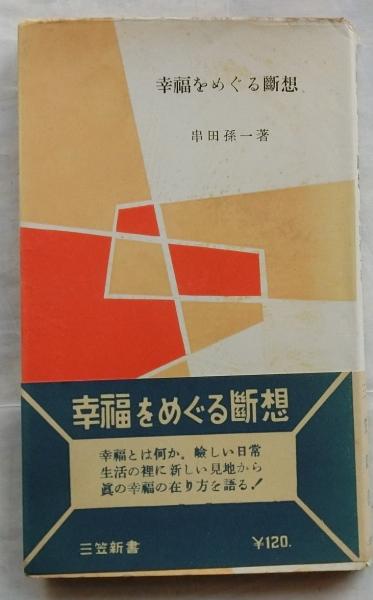 幸福をめぐる斷想
串田孫一著
幸福をめぐる斷想
幸福とは何か。嶮しい日常
生活の裡に新しい見地から
眞の幸福の在り方を語る!
三笠新書
¥120.